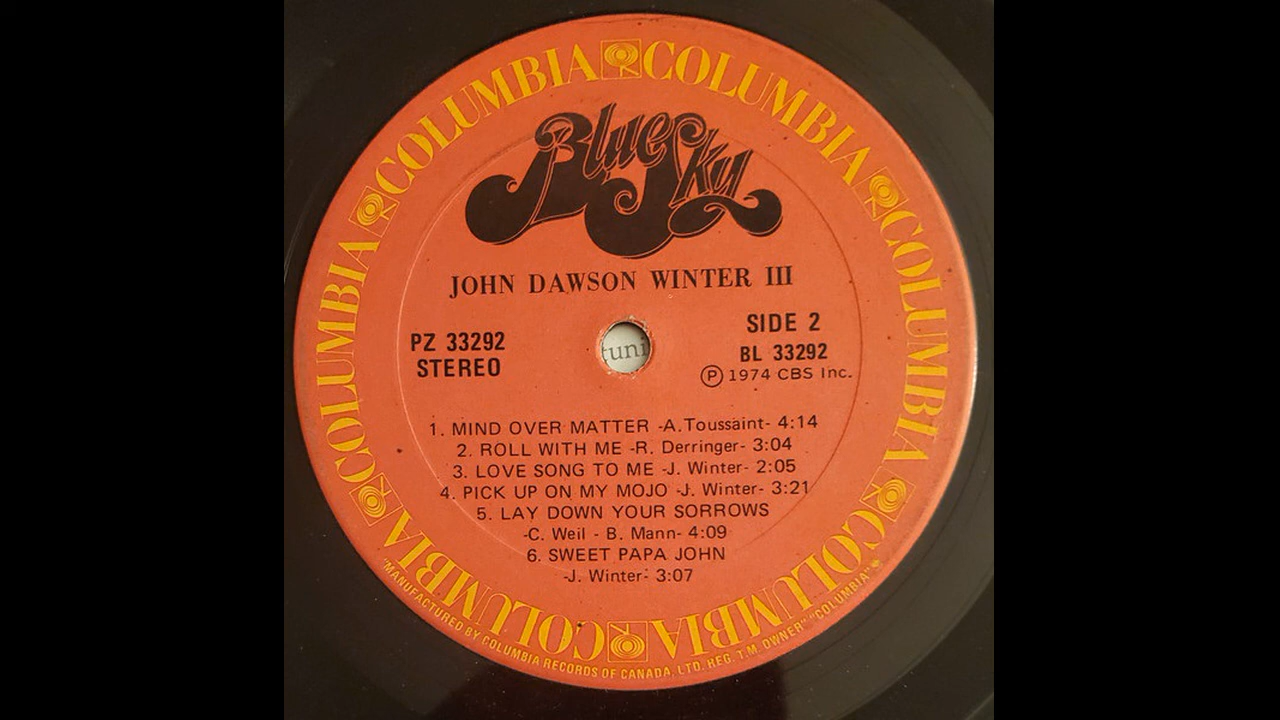 COLUMBIA COLUMBIA COLUMBIA COLUMBIA COLUMBIA COLUMBIA COLUMBIA COLUMBIA
Blue Sky
JOHN DAWSON WINTER III
PZ 33292
STEREO
tuni
SIDE 2
BL 33292
Ⓟ 1974 CBS Inc.
1. MIND OVER MATTER -A.Toussaint- 4:14
2. ROLL WITH ME -R. Derringer- 3:04
3. LOVE SONG TO ME -J. Winter- 2:05
4. PICK UP ON MY MOJO -J. Winter- 3:21
5. LAY DOWN YOUR SORROWS
-C. Weil - B. Mann- 4:09
6. SWEET PAPA JOHN
-J. Winter- 3:07
"MANUFACTURED BY COLUMBIA RECORDS OF CANADA, LTD. REG. T.M. OWNER" "COLUMBIA"